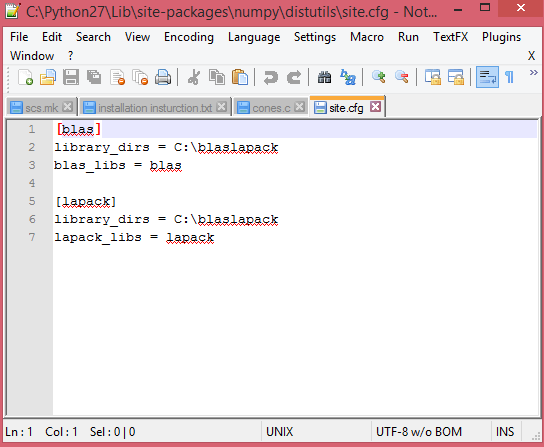 C:\Python27\Lib\site-packages\numpy\distutils\site.cfg - Not...
File Edit Search View Encoding Language Settings Macro Run TextFX Plugins
Window ? X
scs.mk installation insturction.txt cones.c site.cfg
1 [blas]
2 library_dirs = C:\blaslapack
3 blas_libs = blas
4
5 [lapack]
6 library_dirs = C:\blaslapack
7 lapack_libs = lapack
Ln : 1 Col : 1 Sel : 0 | 0 UNIX UTF-8 w/o BOM INS